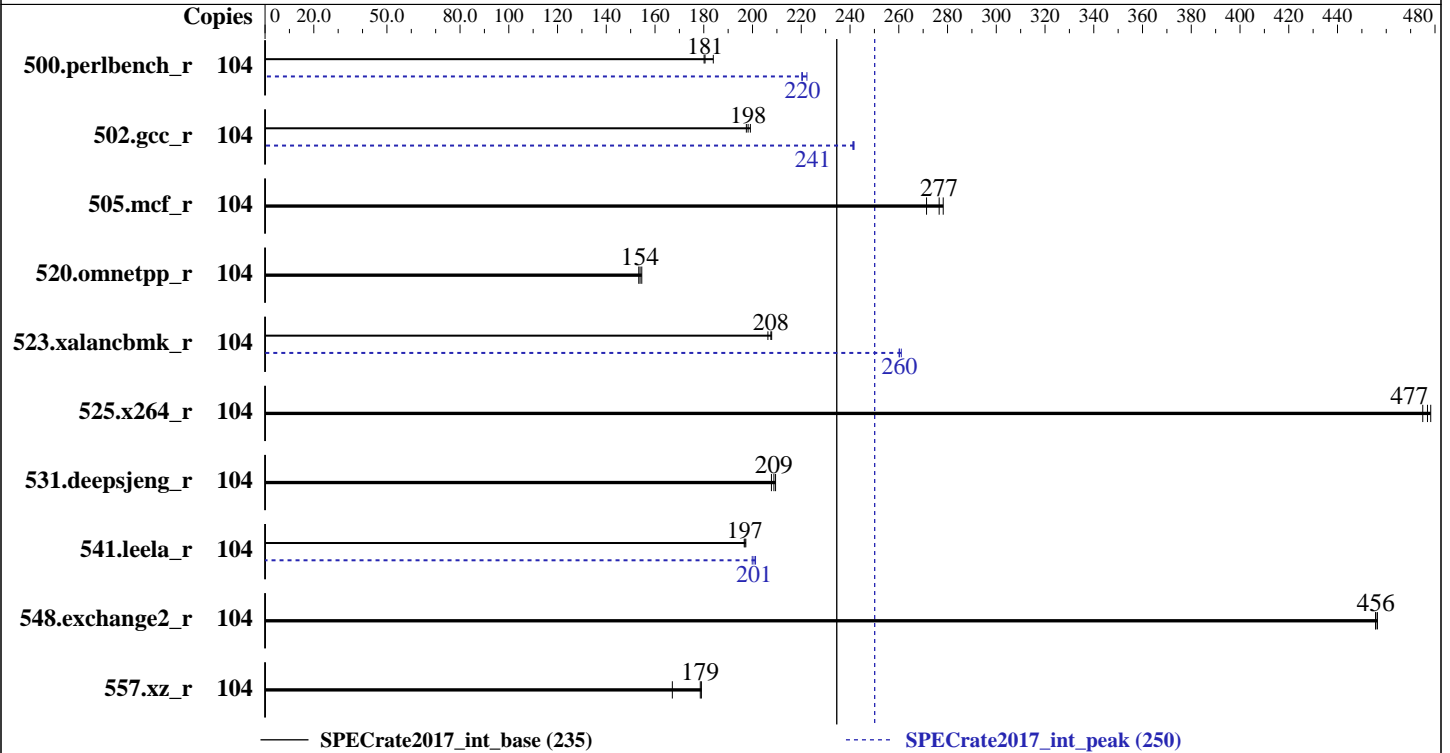 Copies 0 20.0 50.0 80.0 100 120 140 160 180 200 220 240 260 280 300 320 340 360 380 400 420 440 480
181
500.perlbench_r 104
220
198
502.gcc_r 104
241
277
505.mcf_r 104
154
520.omnetpp_r 104
208
523.xalancbmk_r 104
260
477
525.x264_r 104
209
531.deepsjeng_r 104
197
541.leela_r 104
201
456
548.exchange2_r 104
179
557.xz_r 104
SPECrate2017_int_base (235) SPECrate2017_int_peak (250)